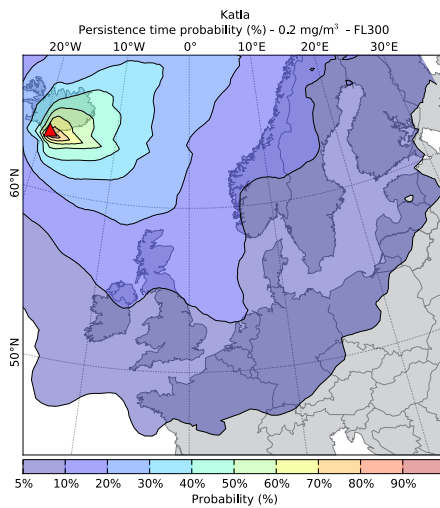 Katla
Persistence time probability (%) - 0.2 mg/m³ - FL300
20°W 10°W 0° 10°E 20°E 30°E
60°N
50°N
5% 10% 20% 30% 40% 50% 60% 70% 80% 90%
Probability (%)